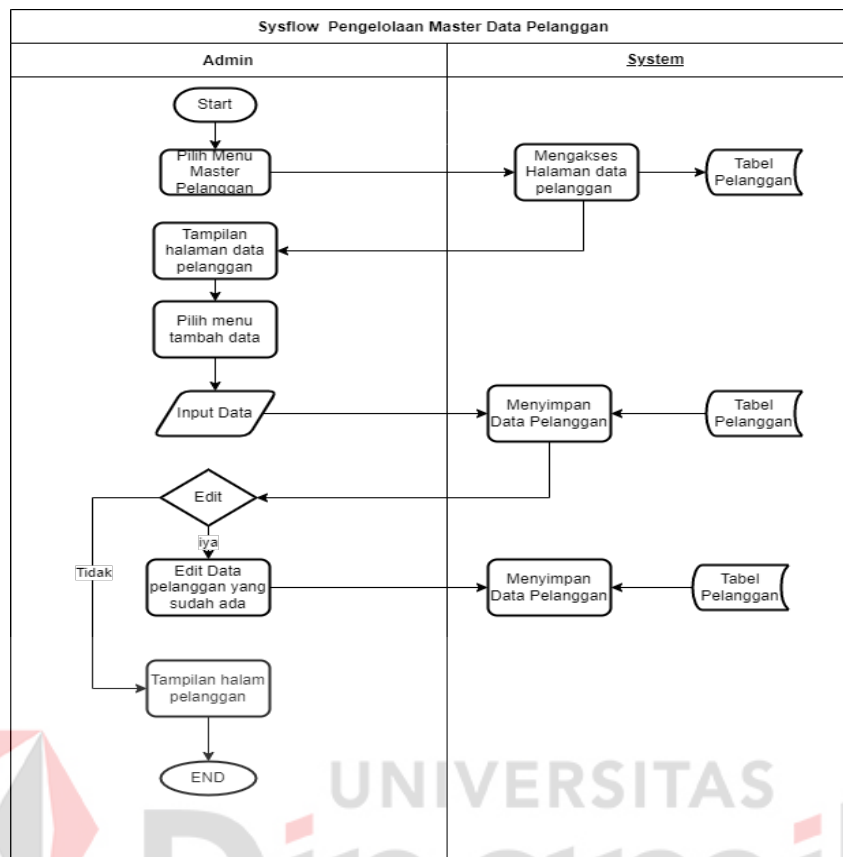 Sysflow Pengelolaan Master Data Pelanggan
Admin
System
Start
Pilih Menu
Master
Pelanggan
Mengakses
Halaman data
pelanggan
Tabel
Pelanggan
Tampilan
halaman data
pelanggan
Pilih menu
tambah data
Input Data
Menyimpan
Data Pelanggan
Tabel
Pelanggan
Edit
iya
Tidak
Edit Data
pelanggan yang
sudah ada
Menyimpan
Data Pelanggan
Tabel
Pelanggan
Tampilan halam
pelanggan
END
UNIVERSITAS